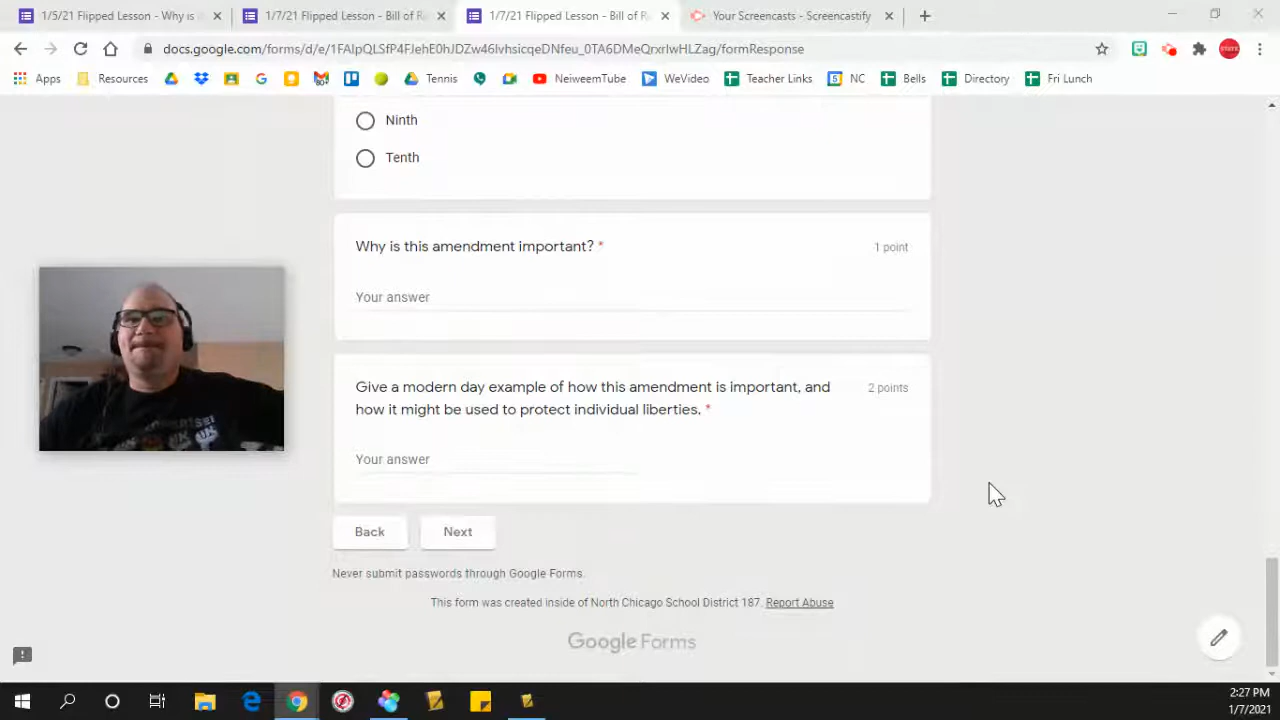 1/5/21 Flipped Lesson - Why is
1/7/21 Flipped Lesson - Bill of R
1/7/21 Flipped Lesson - Bill of R
Your Screencasts - Screencastify
docs.google.com/forms/d/e/1FAIpQLSfP4FJehE0hJDZw46lvhsicqeDNfeu_0TA6DMeQrxrlwHLZag/formResponse
Apps
Resources
Tennis
NeiweemTube
WeVideo
Teacher Links
NC
Bells
Directory
Fri Lunch
Ninth
Tenth
Why is this amendment important? *
1 point
Your answer
Give a modern day example of how this amendment is important, and
2 points
how it might be used to protect individual liberties. *
Your answer
Back
Next
Never submit passwords through Google Forms.
This form was created inside of North Chicago School District 187. Report Abuse
Google Forms
2:27 PM
1/7/2021